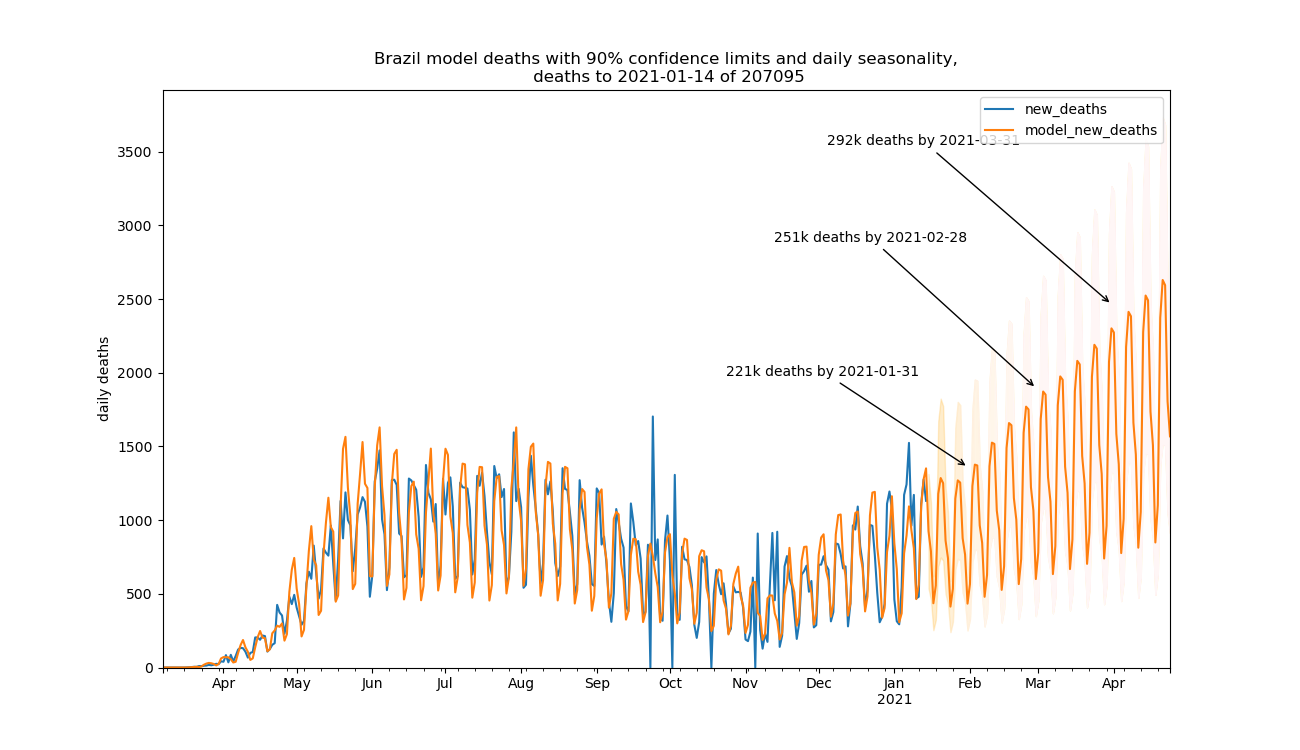 Brazil model deaths with 90% confidence limits and daily seasonality,
deaths to 2021-01-14 of 207095
new_deaths
model_new_deaths
292k deaths by 2021-03-31
251k deaths by 2021-02-28
221k deaths by 2021-01-31
daily deaths
3500
3000
2500
2000
1500
1000
500
0
Apr May Jun Jul Aug Sep Oct Nov Dec Jan Feb Mar Apr
2021